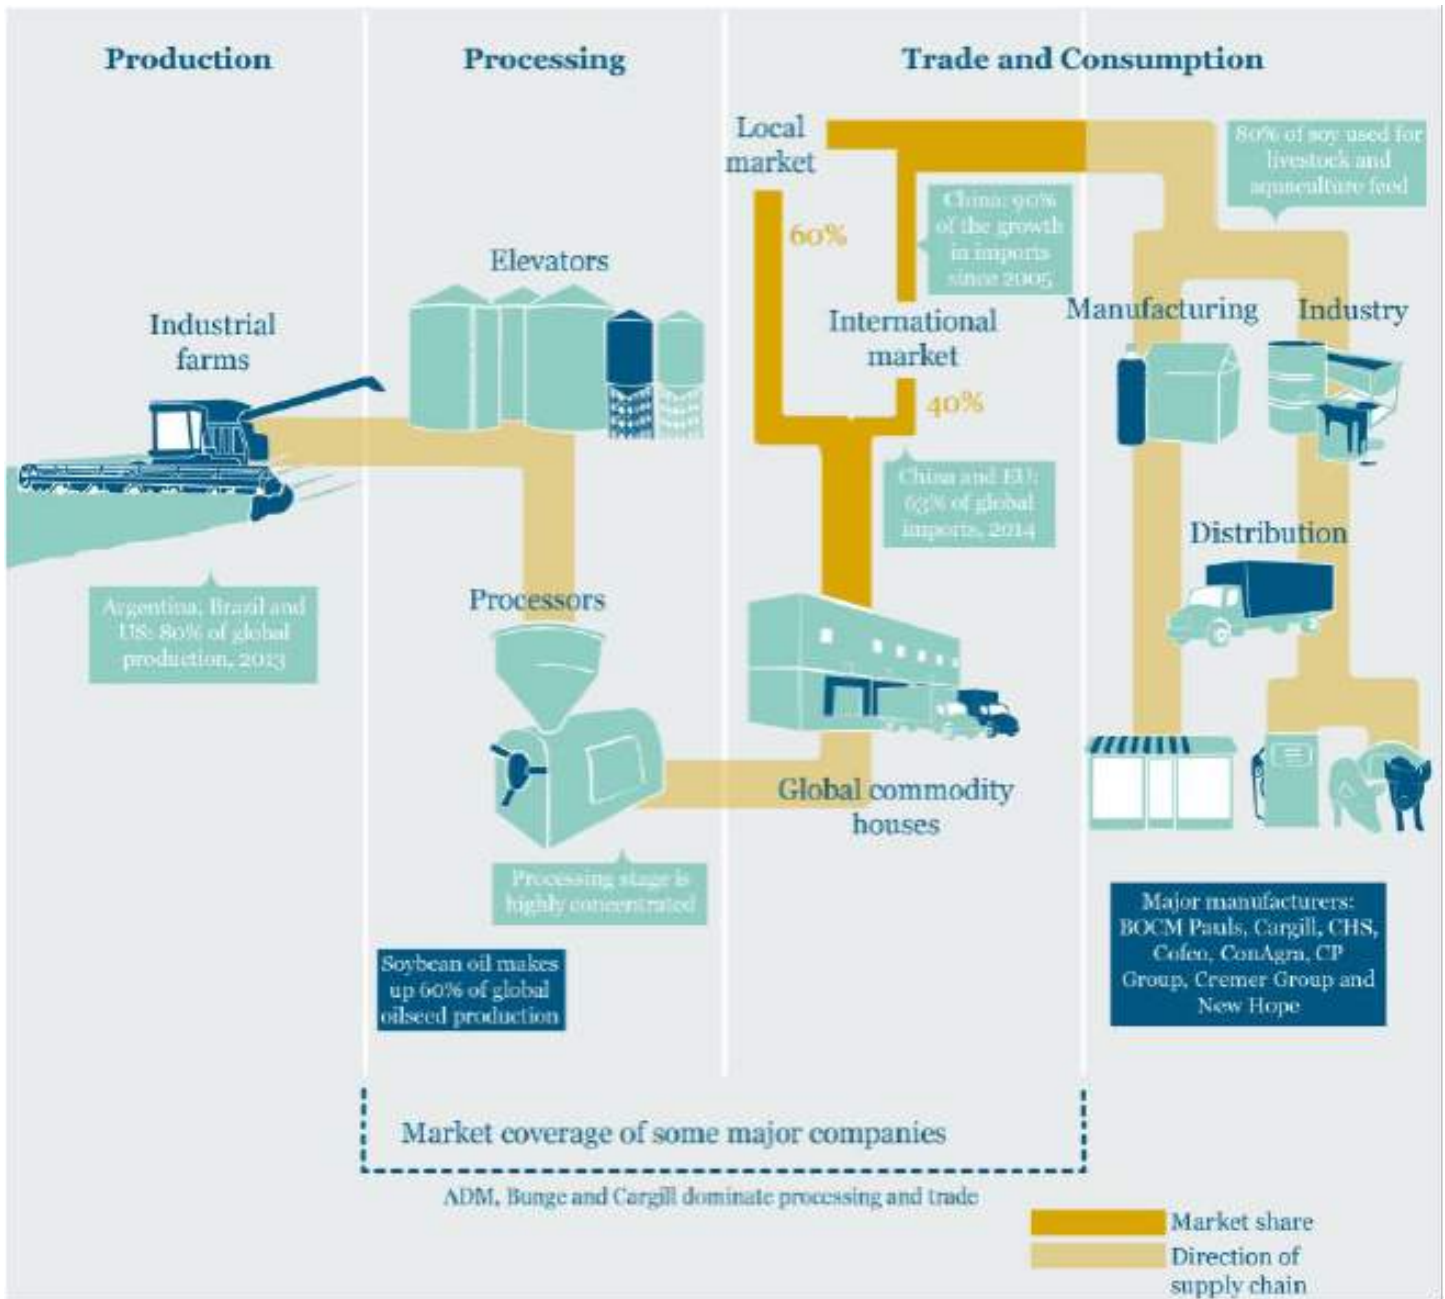 Production
Processing
Trade and Consumption
Local
market
80% of soy used for
livestock and
aquaculture feed
China: 90%
of the growth
in imports
since 2005
60%
Elevators
Industrial
farms
International
market
Manufacturing
Industry
40%
China and EU:
63% of global
imports, 2014
Distribution
Argentina, Brazil and
US: 80% of global
production, 2013
Processors
Global commodity
houses
Processing stage is
highly concentrated
Major manufacturers:
BOCM Pauls, Cargill, CHS,
Cofco, ConAgra, CP
Group, Cremer Group and
New Hope
Soybean oil makes
up 60% of global
oilseed production
Market coverage of some major companies
ADM, Bunge and Cargill dominate processing and trade
Market share
Direction of
supply chain